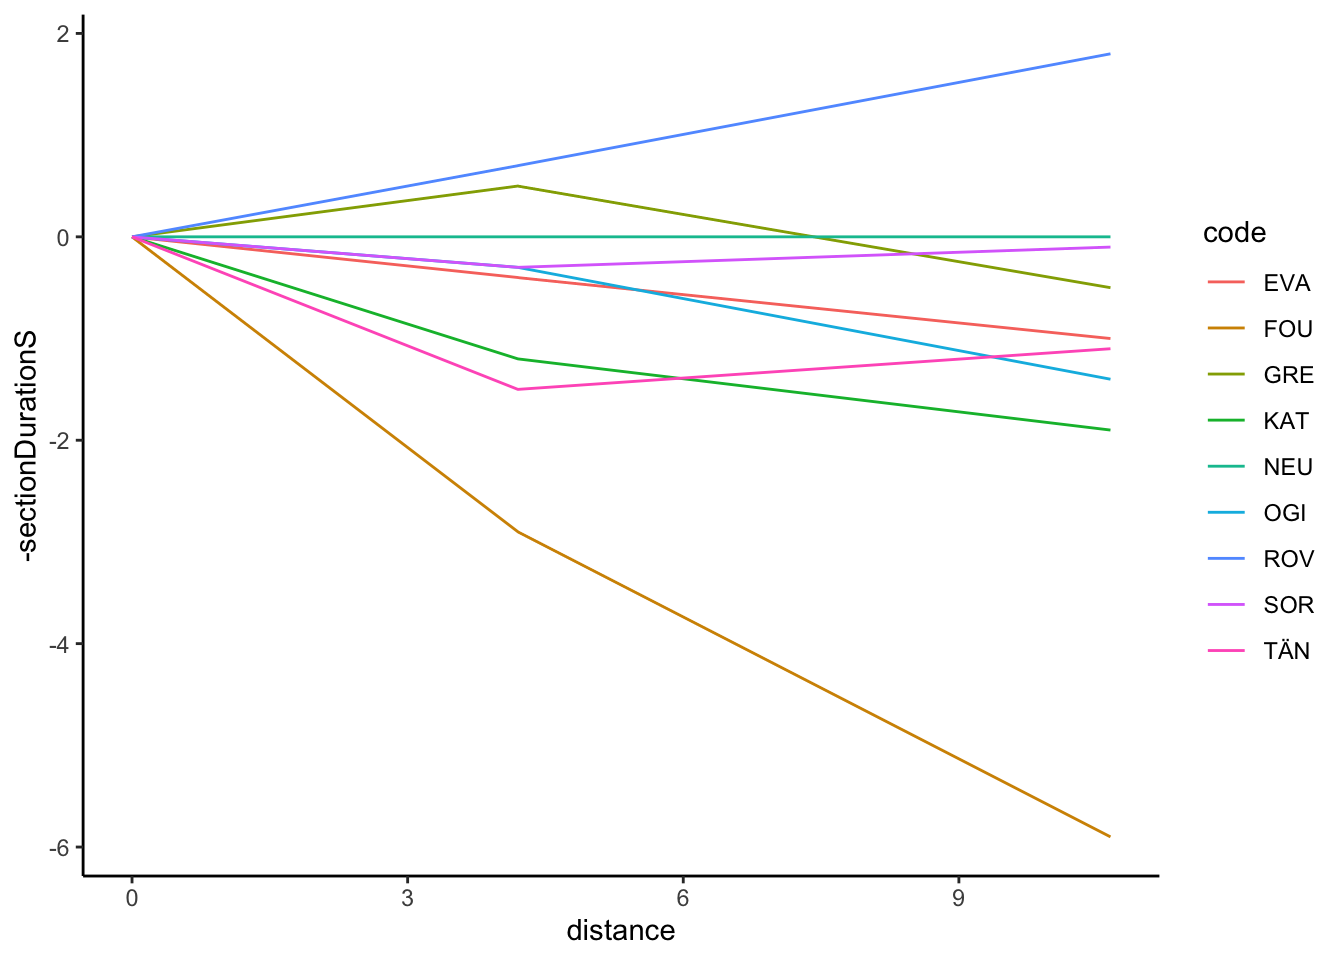 2
0
-2
-4
-6
-sectionDurationS
0 3 6 9
distance
code
EVA
FOU
GRE
KAT
NEU
OGI
ROV
SOR
TÄN